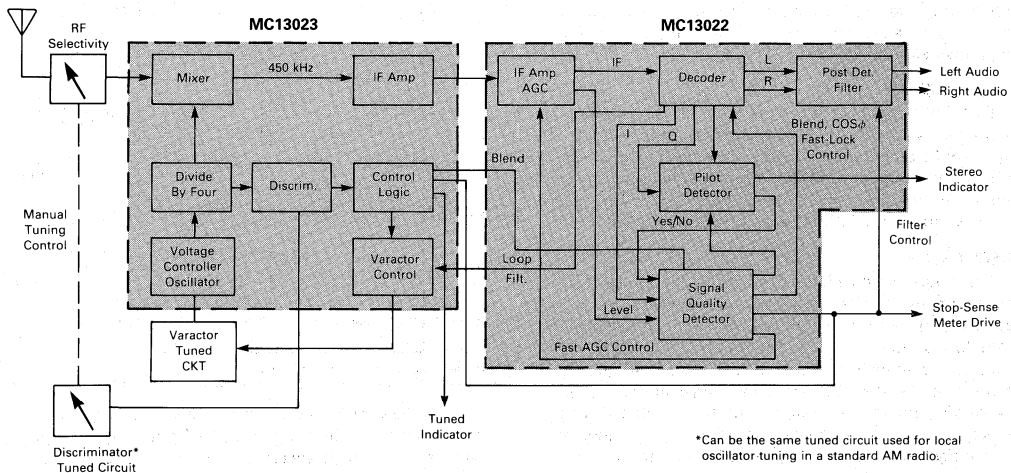 MC13023
MC13022
RF
Selectivity
Mixer
450 kHz
IF Amp
IF Amp
AGC
IF
Decoder
L
R
Post Det.
Filter
Left Audio
Right Audio
I
Q
Blend, COSϕ
Fast-Lock
Control
Manual
Tuning
Control
Divide
By Four
Discrim.
Control
Logic
Blend
Pilot
Detector
Stereo
Indicator
Yes/No
Filter
Control
Voltage
Controller
Oscillator
Varactor
Control
Loop
Filt.
Level
Signal
Quality
Detector
Stop-Sense
Meter Drive
Varactor
Tuned
CKT
Fast AGC Control
Tuned
Indicator
Discriminator*
Tuned Circuit
*Can be the same tuned circuit used for local
oscillator tuning in a standard AM radio.